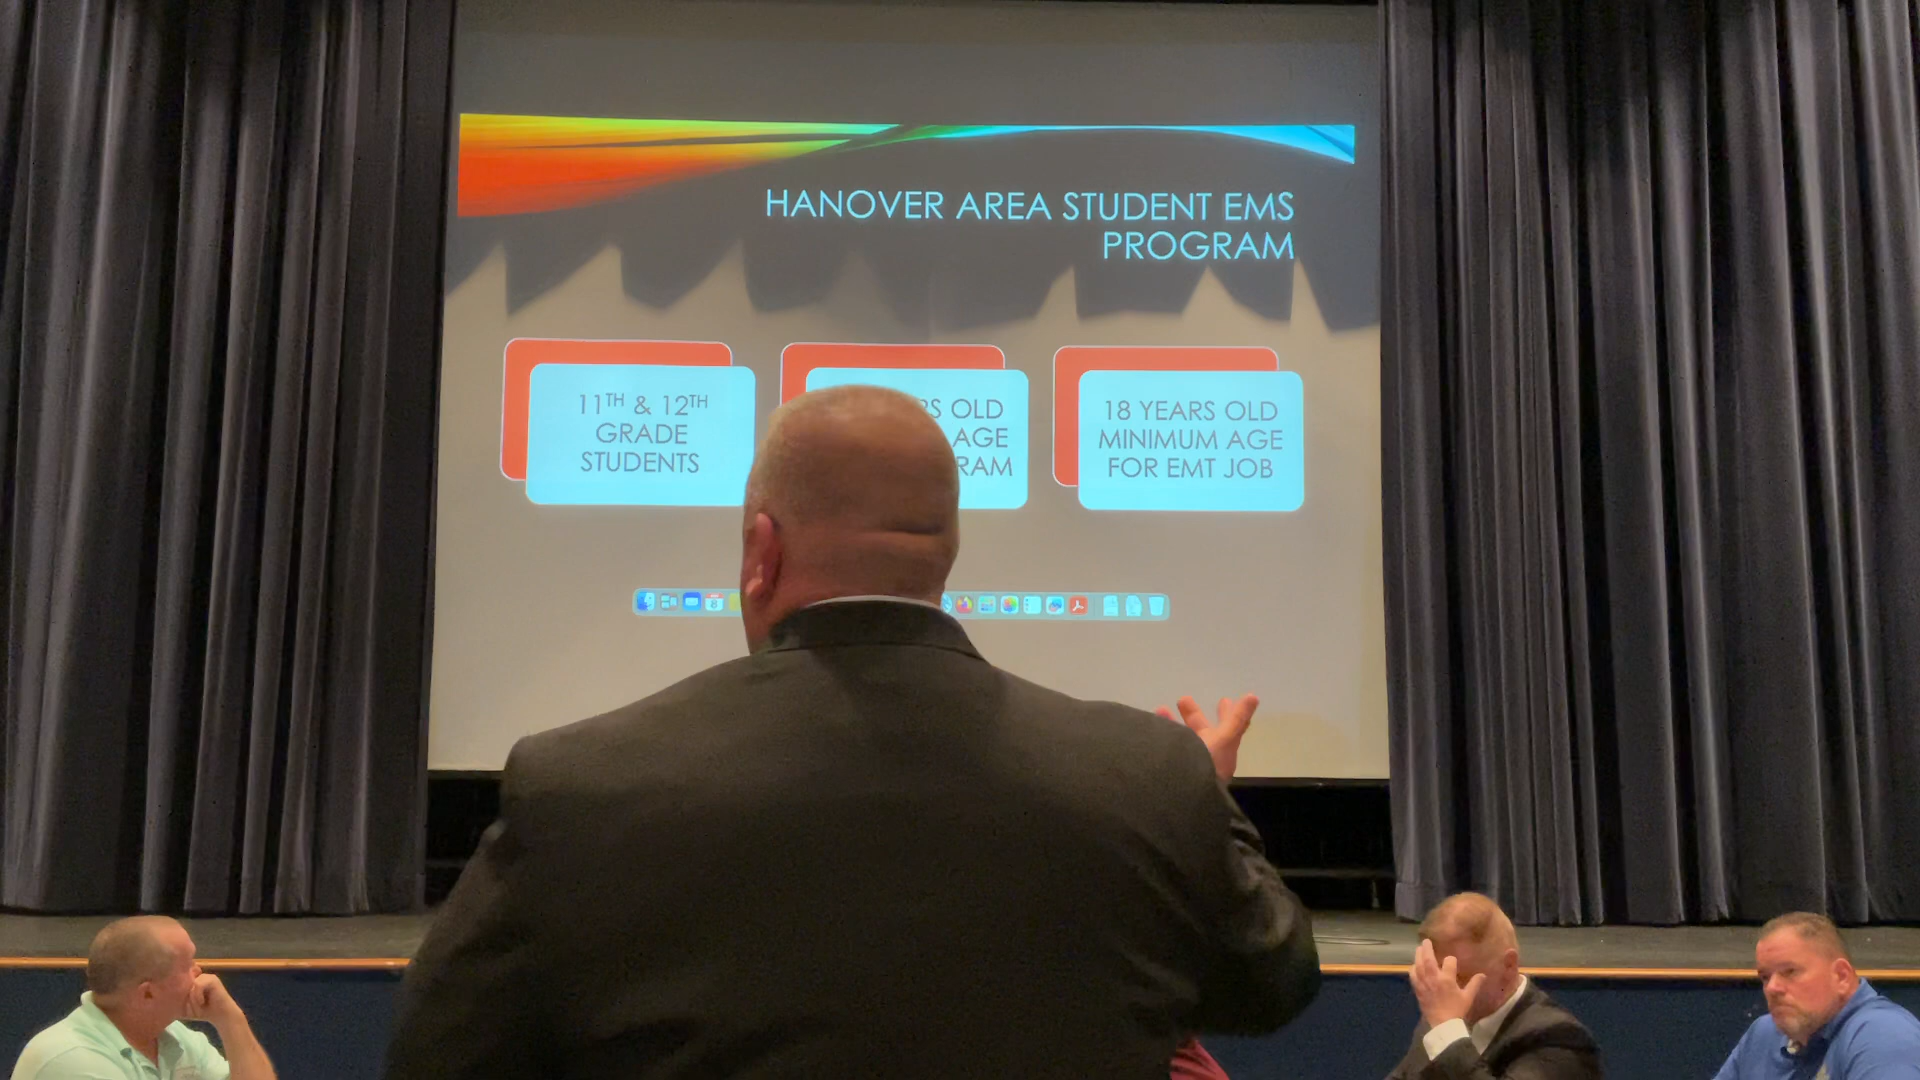 HANOVER AREA STUDENT EMS
PROGRAM
11TH & 12TH
GRADE
STUDENTS
OLD
AGE
18 YEARS OLD
MINIMUM AGE
FOR EMT JOB
8